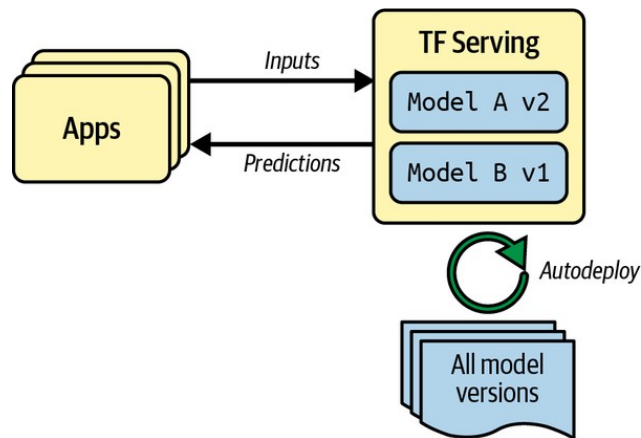 TF Serving
Inputs
Model A v2
Apps
Predictions
Model B v1
Autodeploy
All model
versions